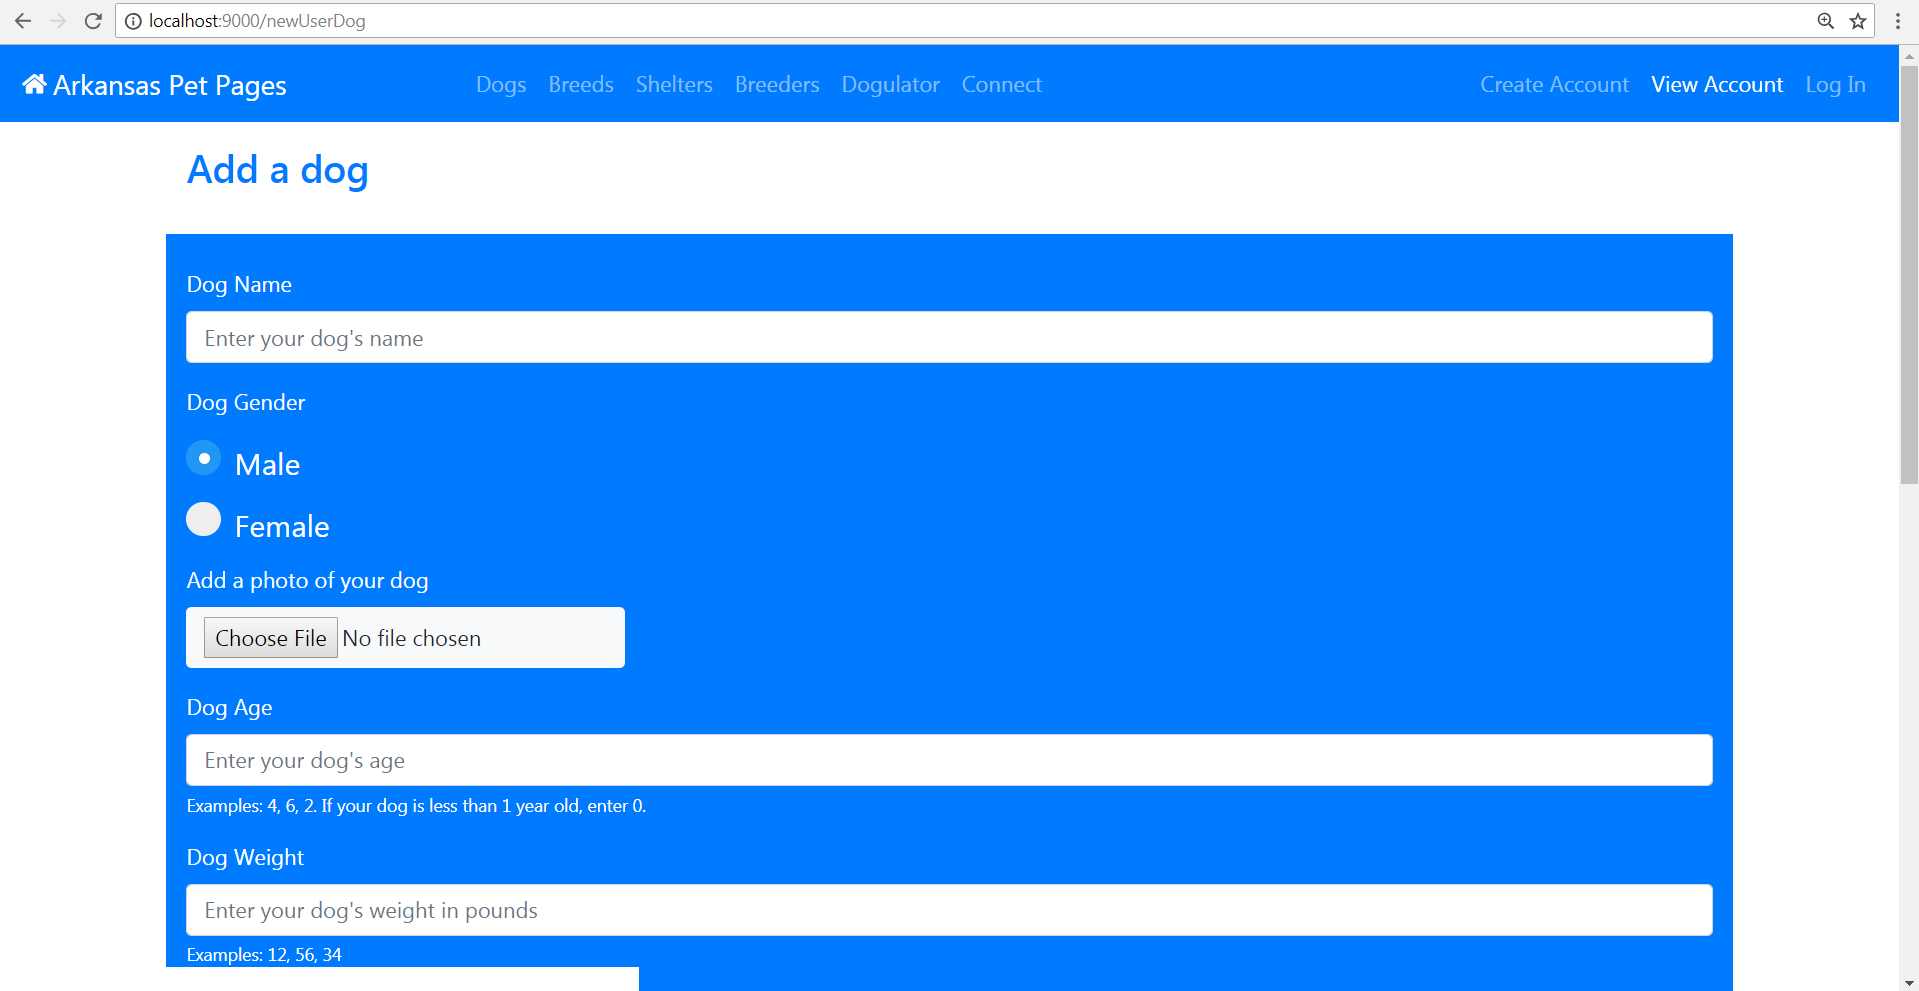 localhost:9000/newUserDog
Arkansas Pet Pages Dogs Breeds Shelters Breeders Dogulator Connect Create Account View Account Log In
Add a dog
Dog Name
Enter your dog's name
Dog Gender
Male
Female
Add a photo of your dog
Choose File No file chosen
Dog Age
Enter your dog's age
Examples: 4, 6, 2. If your dog is less than 1 year old, enter 0.
Dog Weight
Enter your dog's weight in pounds
Examples: 12, 56, 34